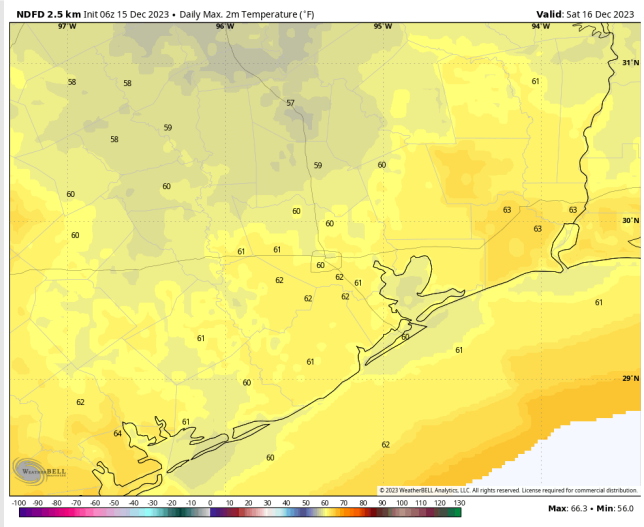 NDFD 2.5 km Init 06z 15 Dec 2023 • Daily Max. 2m Temperature (°F)
Valid: Sat 16 Dec 2023
97°W 96°W 95°W 94°W
31°N
58 58 61
57
59
58
59 60
60 60
60 63 63
60 63
30°N
60
61 61
60
62 62 61
62 62
61
61 60
61
61
29°N
60
62
61
64
62
60
WEATHERBELL
© 2023 WeatherBELL Analytics, LLC. All rights reserved. License required for commercial distribution.
-100 -90 -80 -70 -60 -50 -40 -30 -20 -10 0 10 20 30 40 50 60 70 80 90 100 110 120 130
Max: 66.3 • Min: 56.0